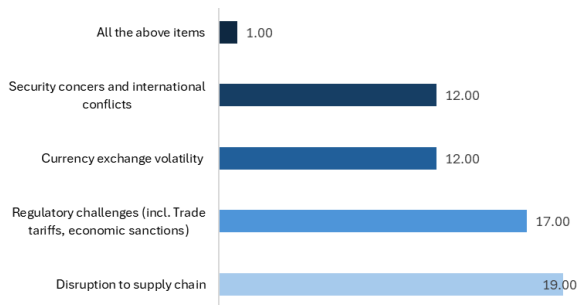 All the above items
1.00
Security concers and international
conflicts
12.00
Currency exchange volatility
12.00
Regulatory challenges (incl. Trade
tariffs, economic sanctions)
17.00
Disruption to supply chain
19.00